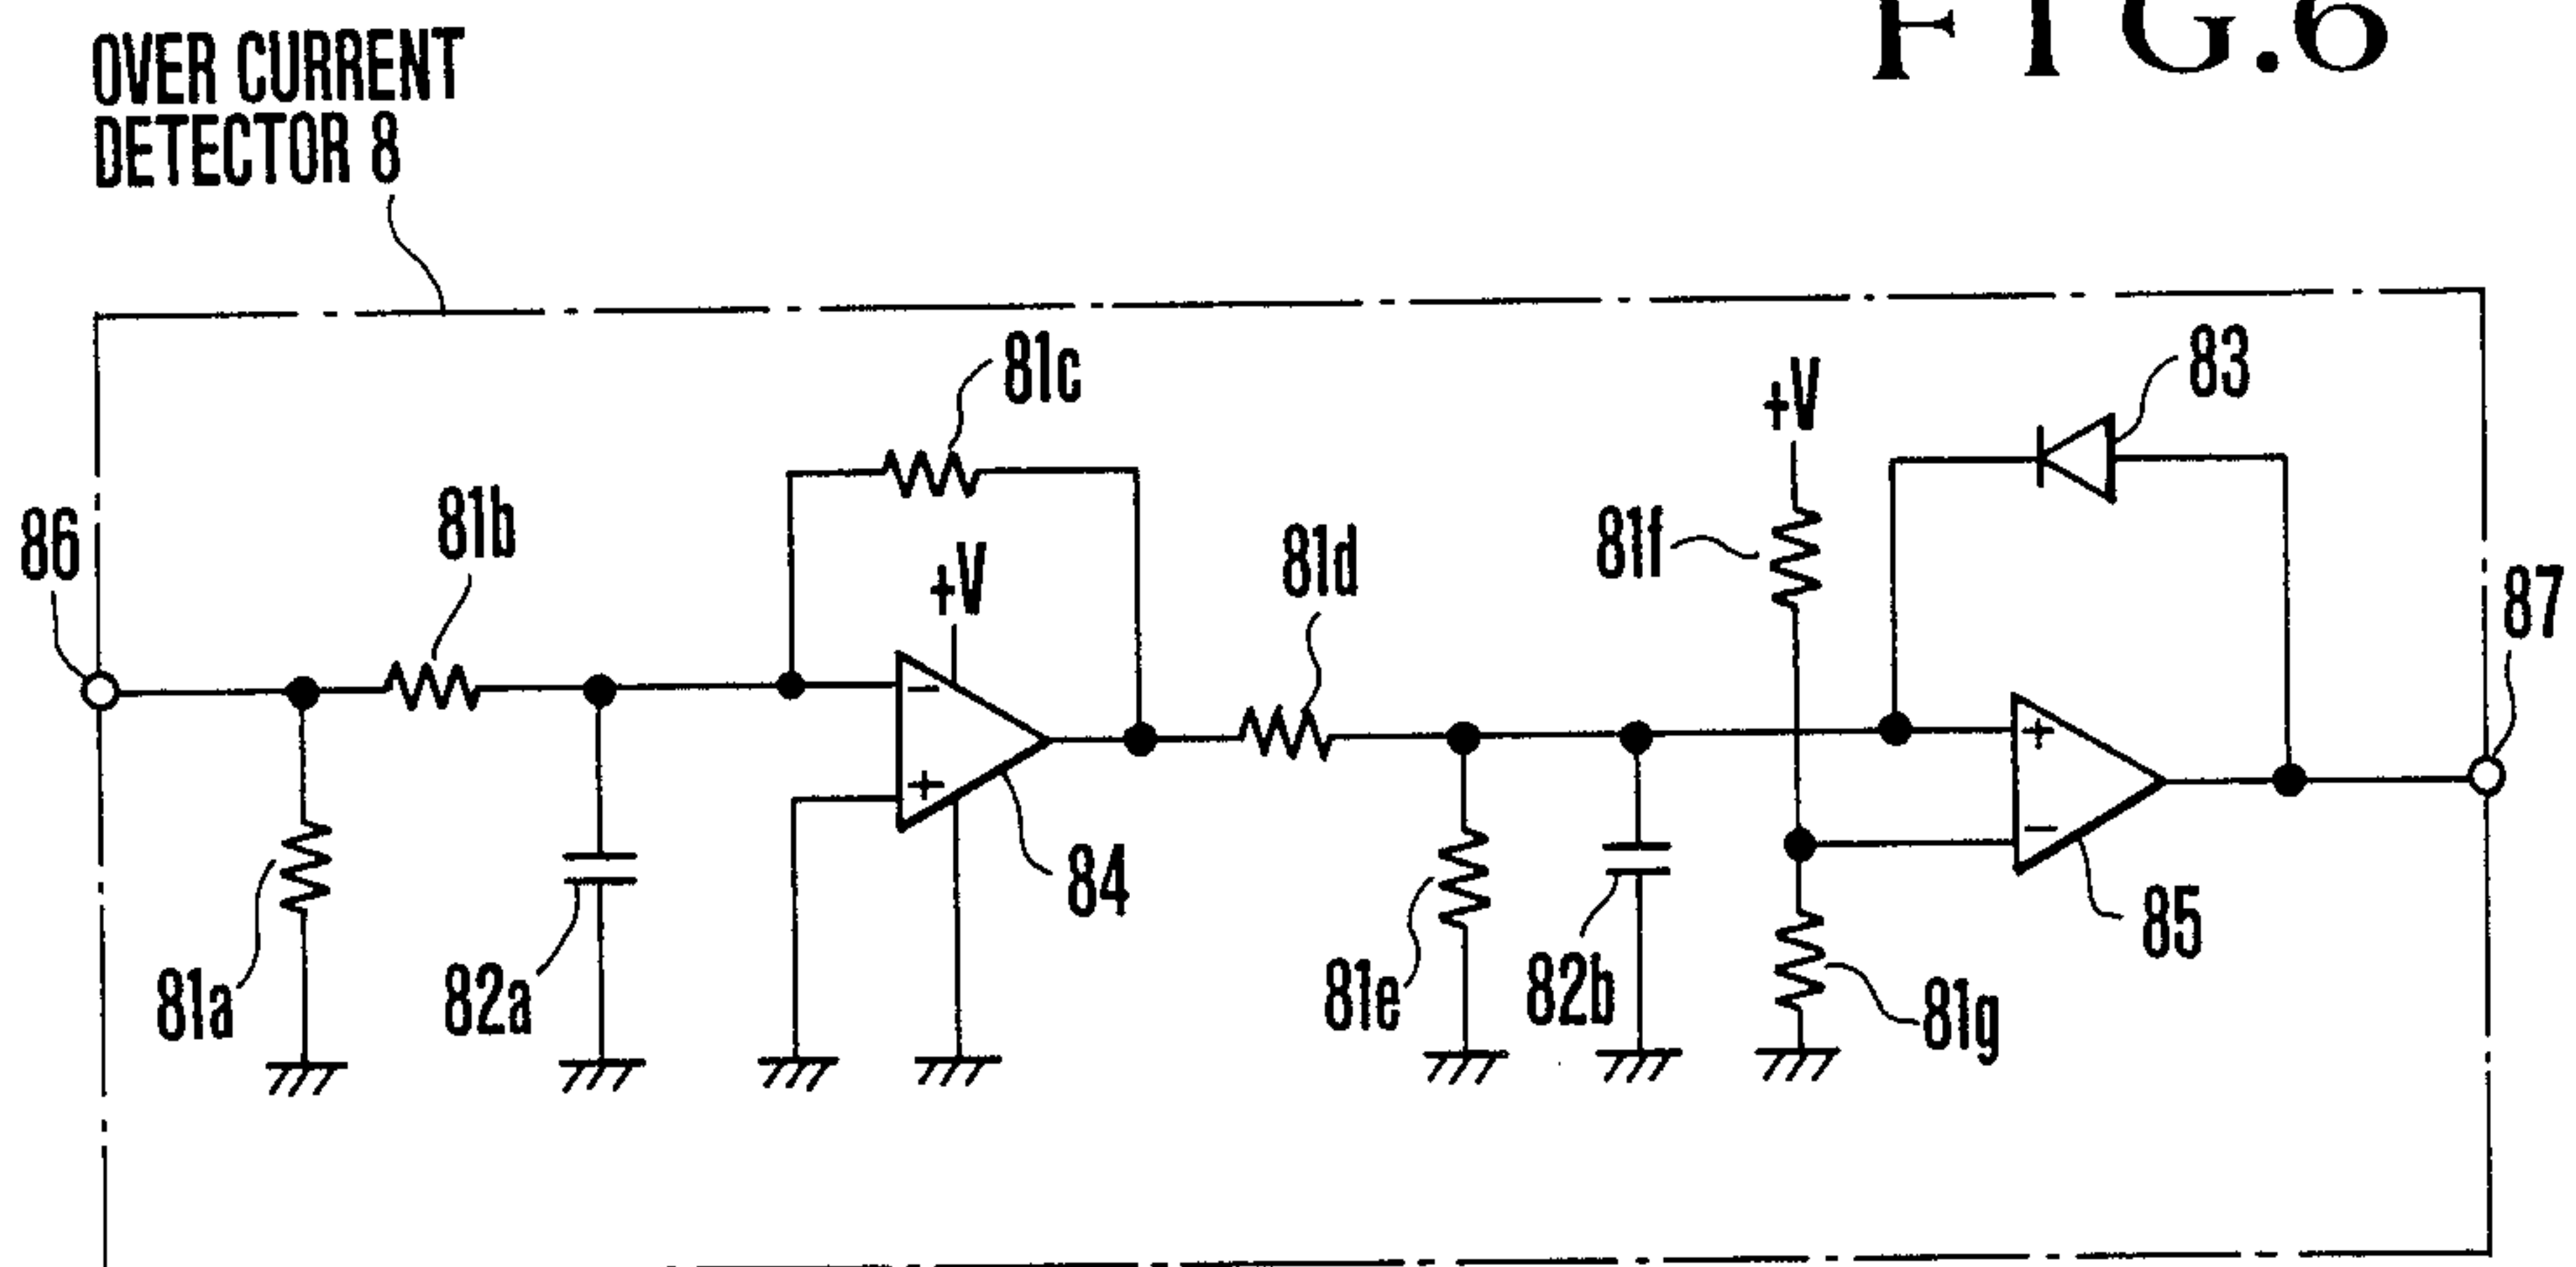 FIG.6
OVER CURRENT
DETECTOR 8
81c
83
+V
81b
86
81f
81d
+V
87
-
+
+
-
84
85
81a
82a
81e
82b
81g